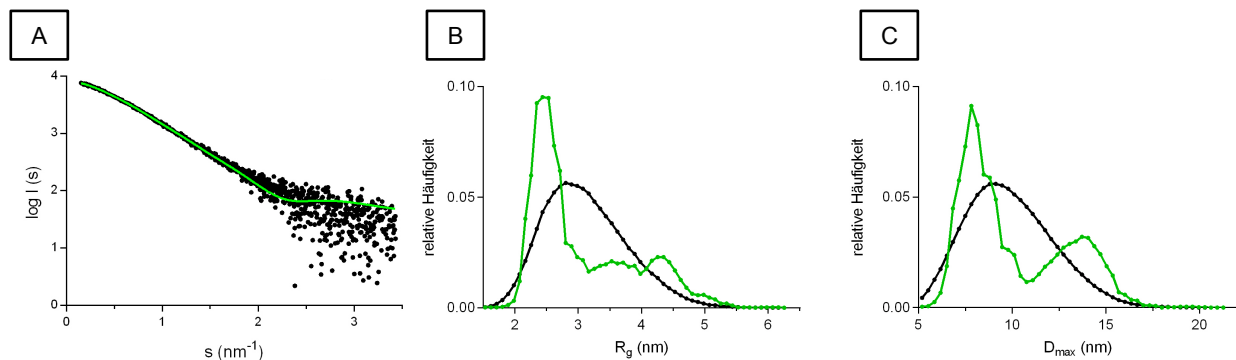 A
log I (s)
4
3
2
1
0
0 1 2 3
s (nm⁻¹)
B
relative Häufigkeit
0.10
0.05
0.00
2 3 4 5 6
Rg (nm)
C
relative Häufigkeit
0.10
0.05
0.00
5 10 15 20
Dmax (nm)